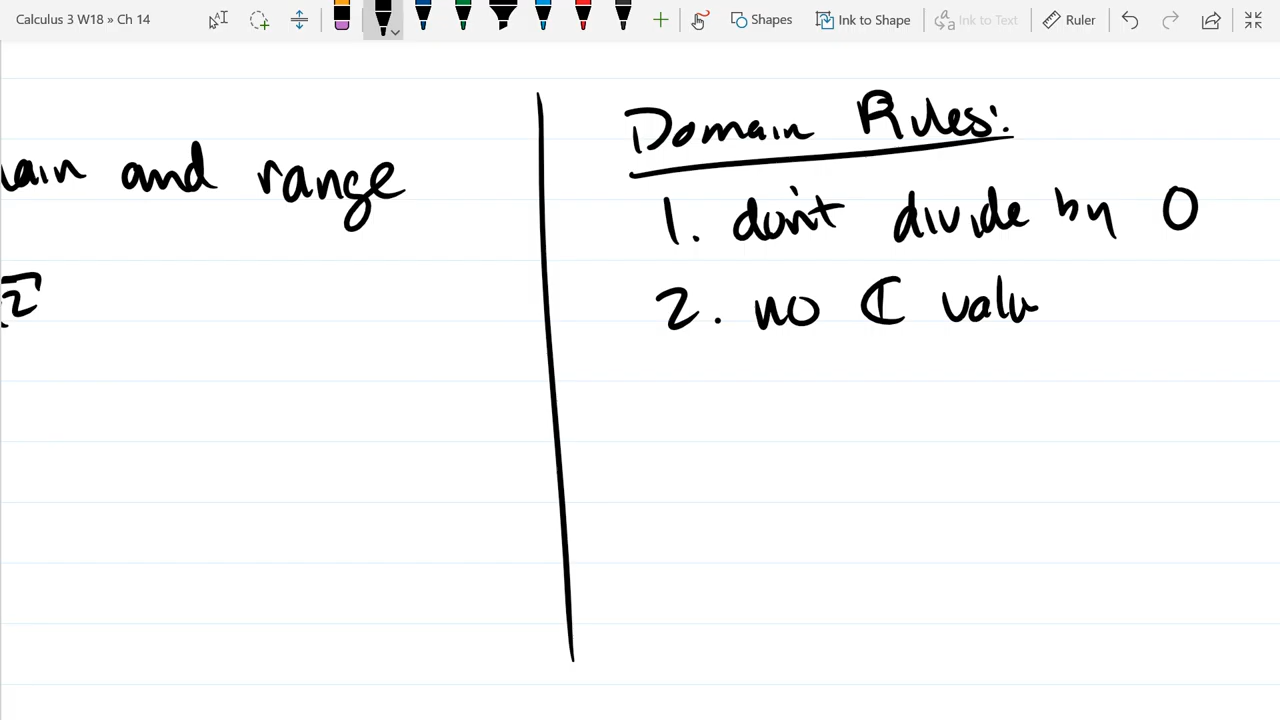 Calculus 3 W18 » Ch 14
Shapes
Ink to Shape
Ink to Text
Ruler
and range
Domain Rules:
1. don't divide by 0
2. no ℂ valu